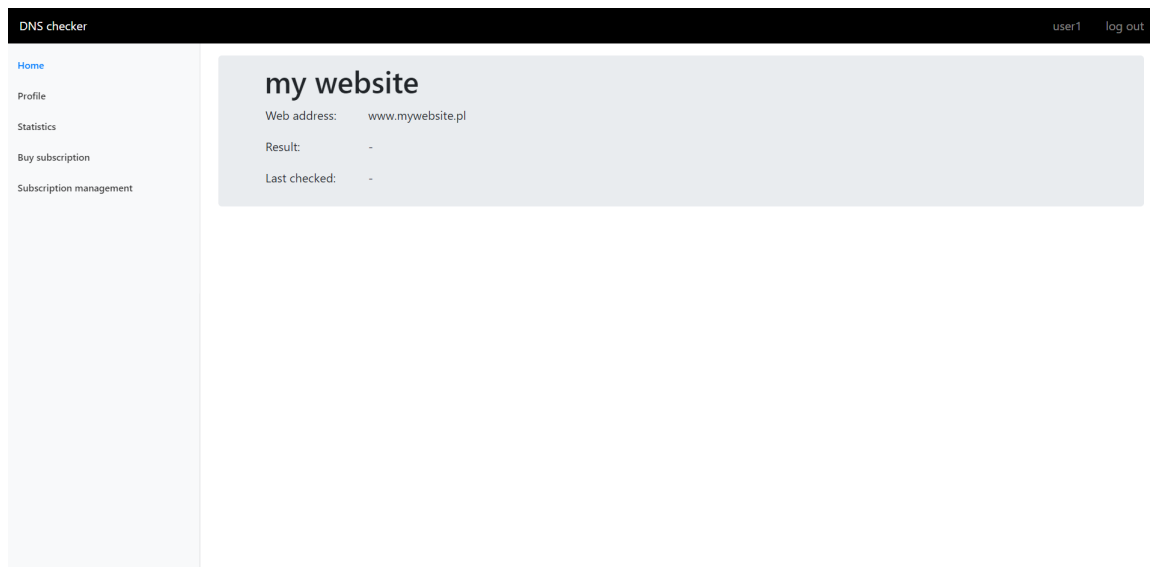 DNS checker user1 log out
Home
Profile
Statistics
Buy subscription
Subscription management
my website
Web address: www.mywebsite.pl
Result: -
Last checked: -